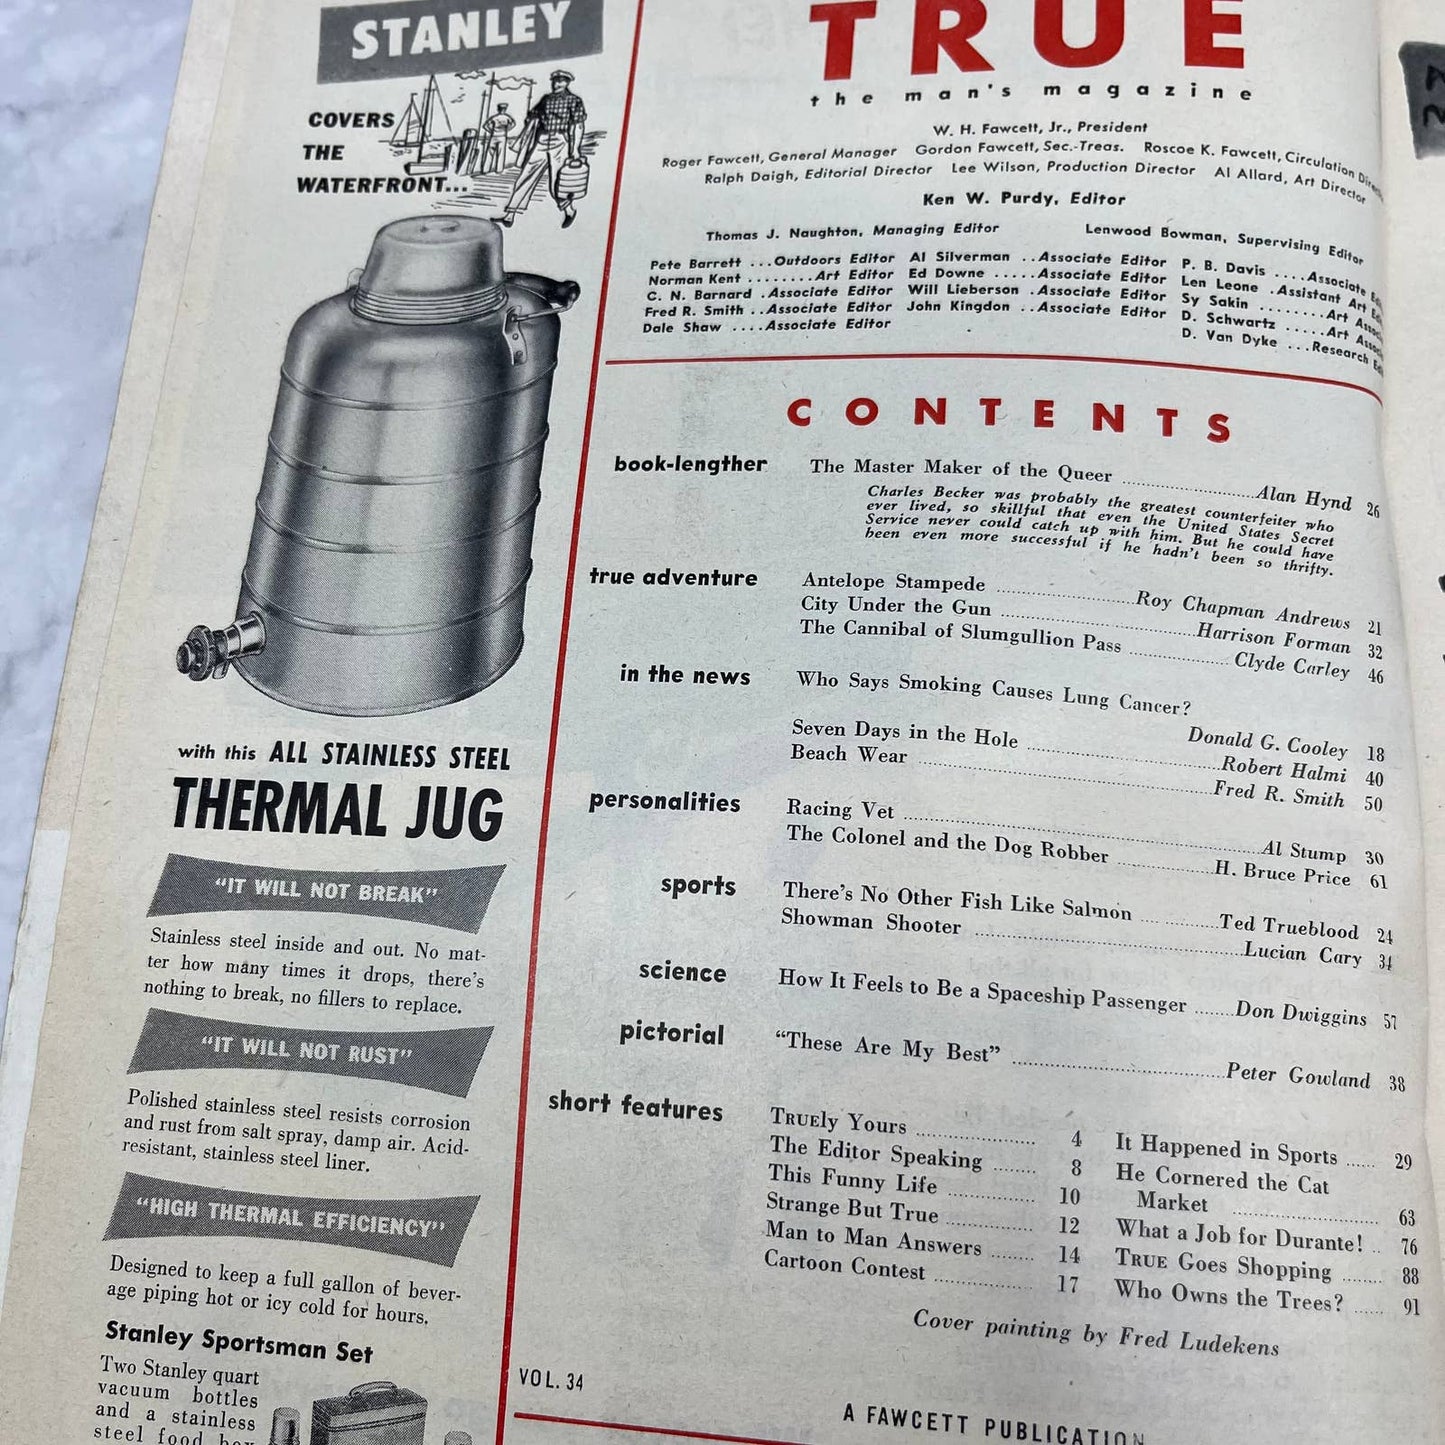 STANLEY
COVERS
THE
WATERFRONT...
with this ALL STAINLESS STEEL
THERMAL JUG
"IT WILL NOT BREAK"
Stainless steel inside and out. No mat-
ter how many times it drops, there's
nothing to break, no fillers to replace.
"IT WILL NOT RUST"
Polished stainless steel resists corrosion
and rust from salt spray, damp air. Acid-
resistant, stainless steel liner.
"HIGH THERMAL EFFICIENCY"
Designed to keep a full gallon of bever-
age piping hot or icy cold for hours.
Stanley Sportsman Set
Two Stanley quart
vacuum bottles
and a stainless
steel food box
TRUE
the man's magazine
W. H. Fawcett, Jr., President
Roger Fawcett, General Manager Gordon Fawcett, Sec.-Treas. Roscoe K. Fawcett, Circulation
Ralph Daigh, Editorial Director Lee Wilson, Production Director Al Allard, Art Director
Ken W. Purdy, Editor
Thomas J. Naughton, Managing Editor Lenwood Bowman, Supervising Editor
Pete Barrett ...Outdoors Editor Al Silverman ..Associate Editor P. B. Davis ....Associate
Norman Kent ........Art Editor Ed Downe .....Associate Editor Len Leone .Assistant Art
C. N. Barnard .Associate Editor Will Lieberson .Associate Editor Sy Sakin ........Art
Fred R. Smith ..Associate Editor John Kingdon ..Associate Editor D. Schwartz .....Art
Dale Shaw ....Associate Editor D. Van Dyke ...Research
CONTENTS
book-lengther The Master Maker of the Queer ........Alan Hynd 26
Charles Becker was probably the greatest counterfeiter who
ever lived, so skillful that even the United States Secret
Service never could catch up with him. But he could have
been even more successful if he hadn't been so thrifty.
true adventure Antelope Stampede ........Roy Chapman Andrews 21
City Under the Gun ........Harrison Forman 32
The Cannibal of Slumgullion Pass ........Clyde Carley 46
in the news Who Says Smoking Causes Lung Cancer?
Donald G. Cooley 18
Seven Days in the Hole ........Robert Halmi 40
Beach Wear ........Fred R. Smith 50
personalities Racing Vet ........Al Stump 30
The Colonel and the Dog Robber ........H. Bruce Price 61
sports There's No Other Fish Like Salmon ........Ted Trueblood 24
Showman Shooter ........Lucian Cary 34
science How It Feels to Be a Spaceship Passenger .......Don Dwiggins 57
pictorial "These Are My Best" ........Peter Gowland 38
short features TRUEly Yours ........ 4
The Editor Speaking ........ 8
This Funny Life ........ 10
Strange But True ........ 12
Man to Man Answers ....... 14
Cartoon Contest ........ 17
It Happened in Sports ...... 29
He Cornered the Cat
Market ........ 63
What a Job for Durante! .. 76
TRUE Goes Shopping ....... 88
Who Owns the Trees? ...... 91
Cover painting by Fred Ludekens
VOL. 34
A FAWCETT PUBLICATION